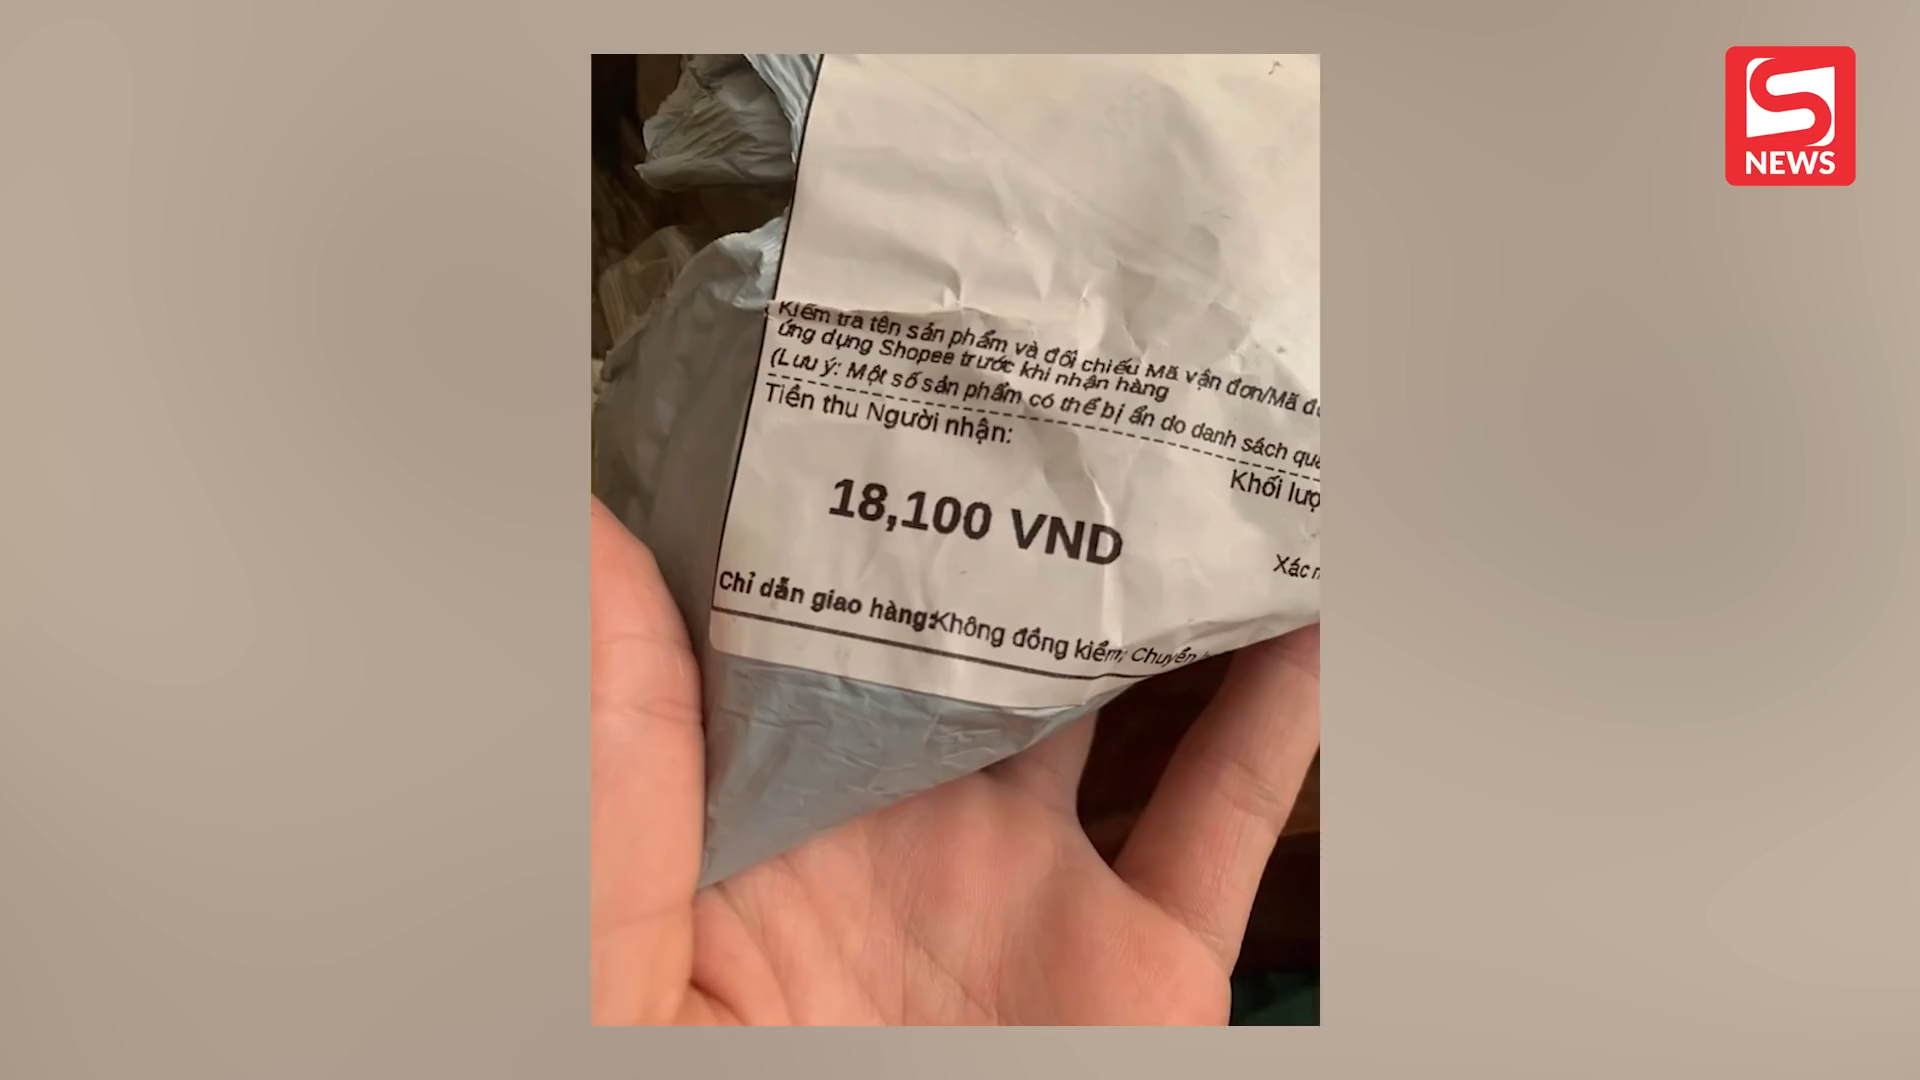 S
NEWS
Kiểm tra tên sản phẩm và đối chiếu Mã vận đơn/Mã
ứng dụng Shopee trước khi nhận hàng
(Lưu ý: Một số sản phẩm có thể bị ẩn do danh sách
Tiền thu Người nhận:
Khối
18,100 VND
Xác
Chỉ dẫn giao hàng:Không đồng kiểm; Chuyển